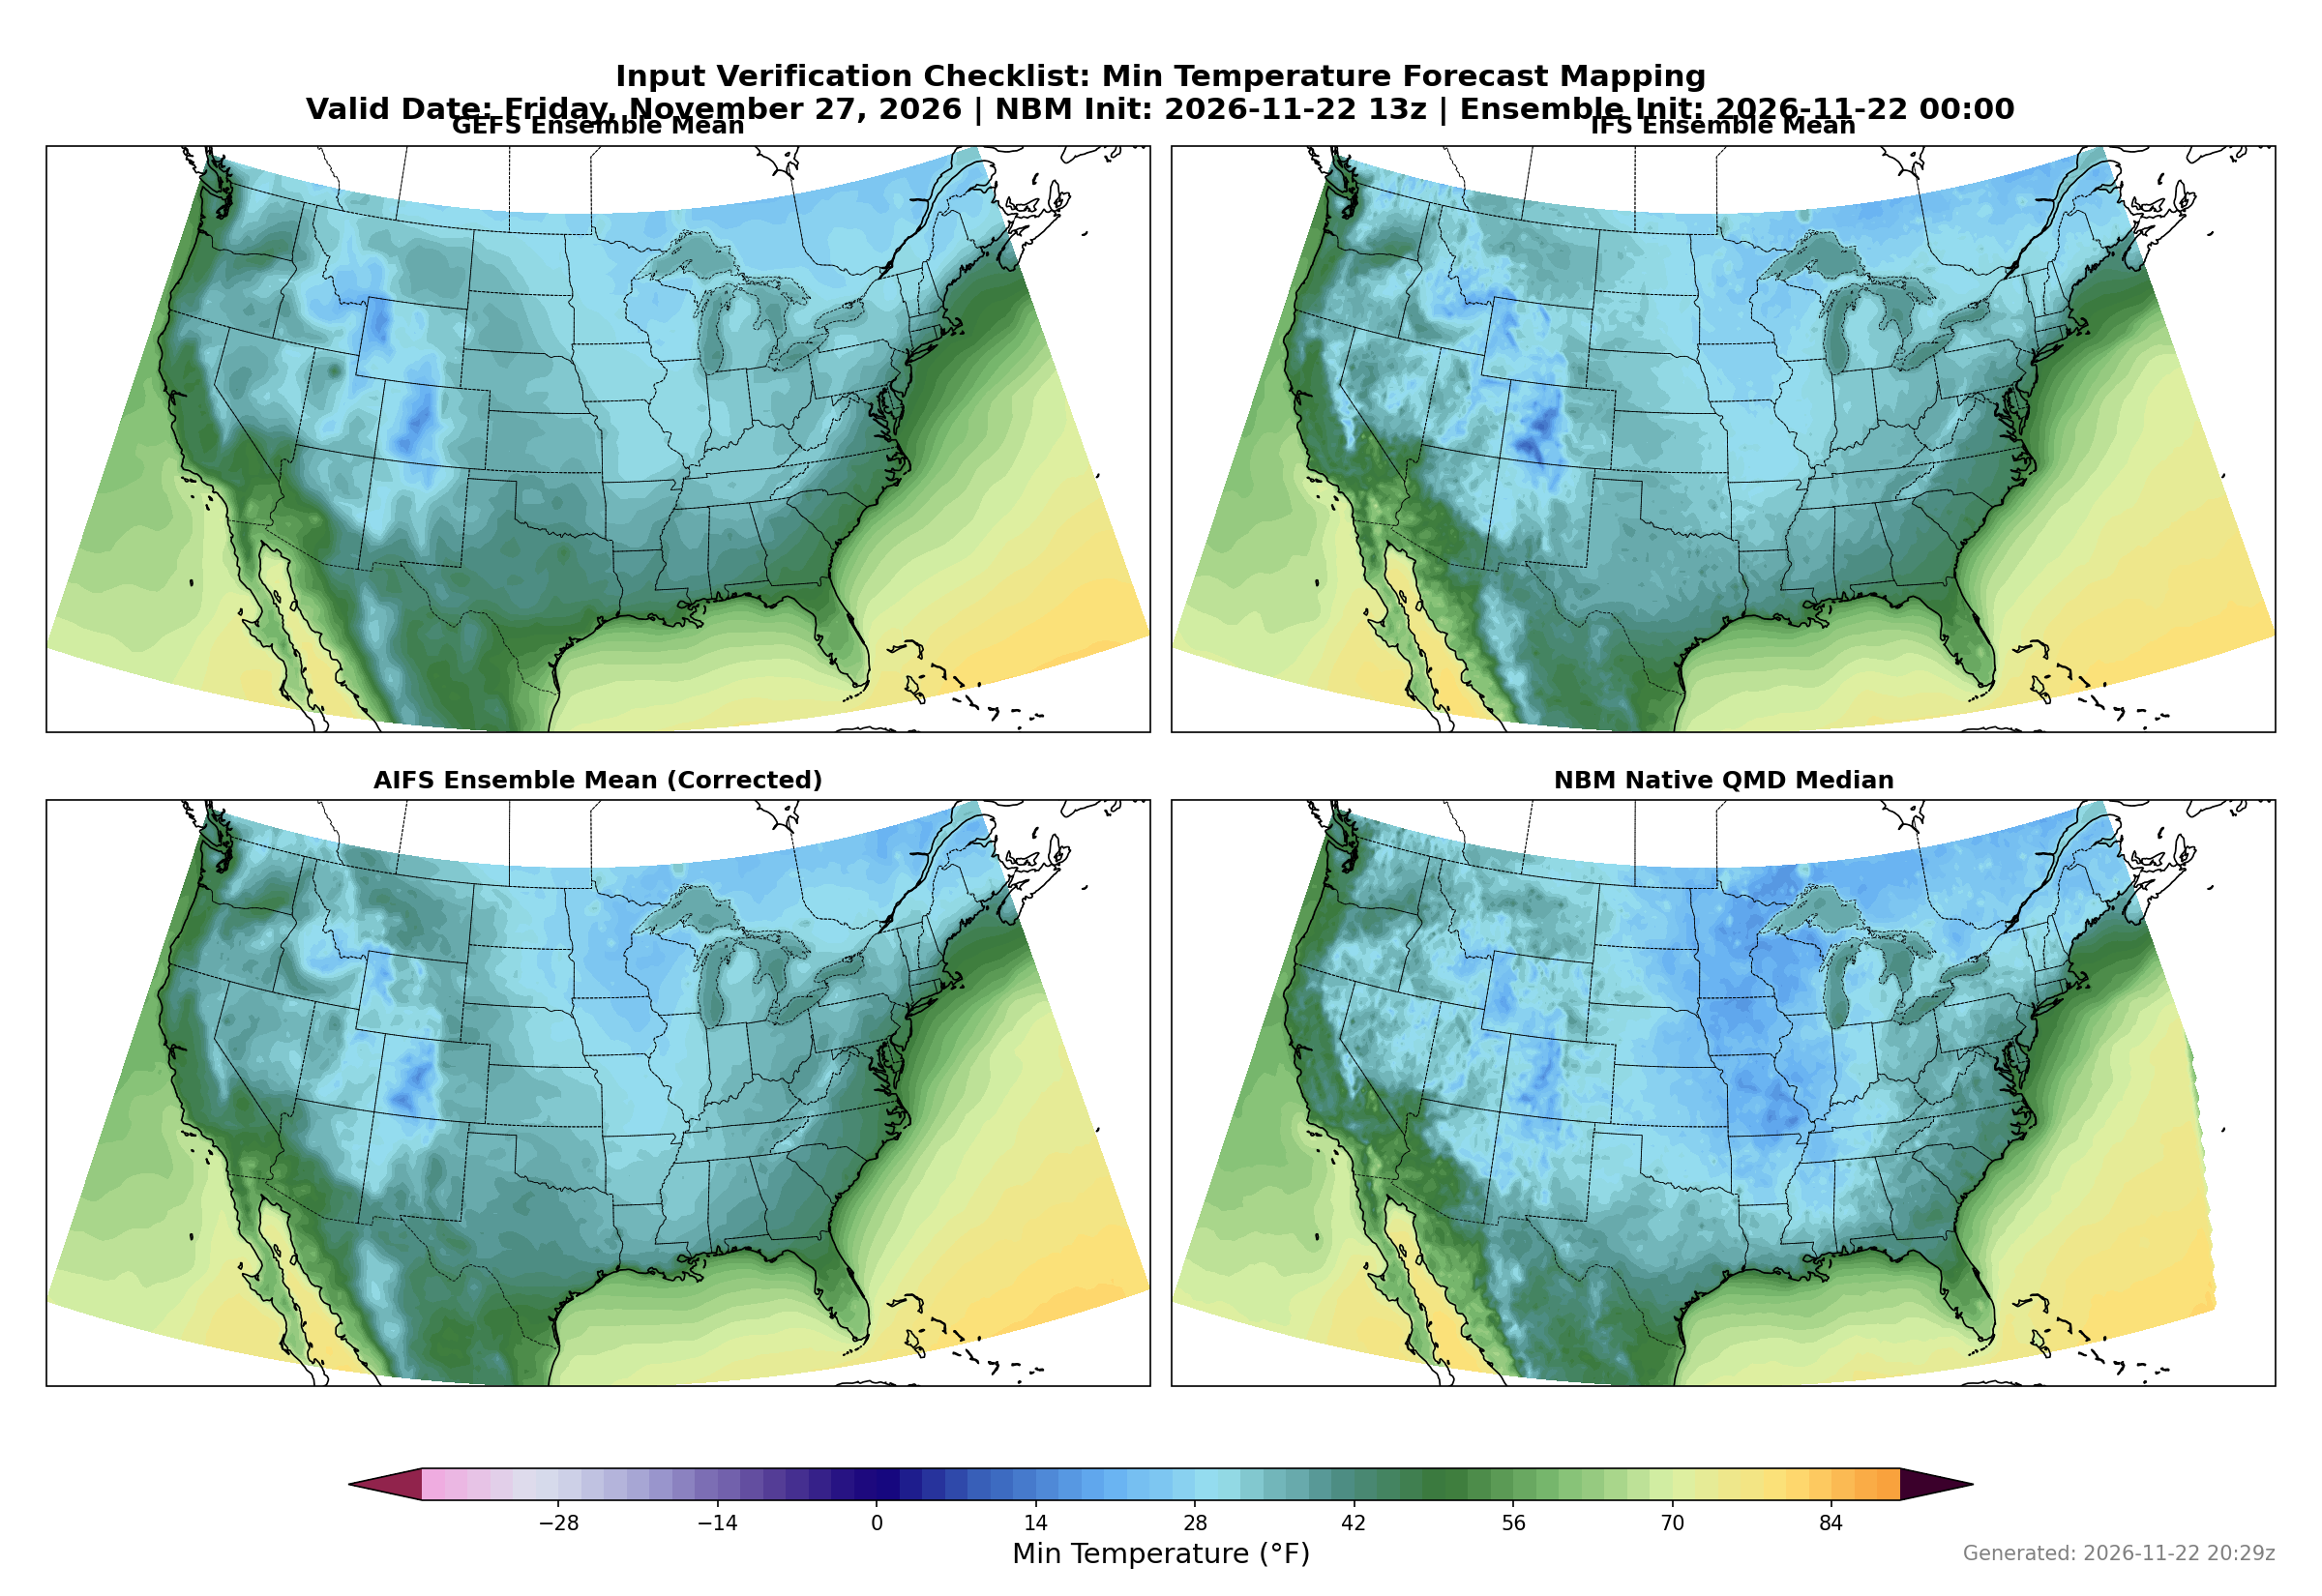 Input Verification Checklist: Min Temperature Forecast Mapping
Valid Date: Friday, November 27, 2026 | NBM Init: 2026-11-22 13z | Ensemble Init: 2026-11-22 00:00
GEFS Ensemble Mean
IFS Ensemble Mean
AIFS Ensemble Mean (Corrected)
NBM Native QMD Median
−28 −14 0 14 28 42 56 70 84
Min Temperature (°F)
Generated: 2026-11-22 20:29z